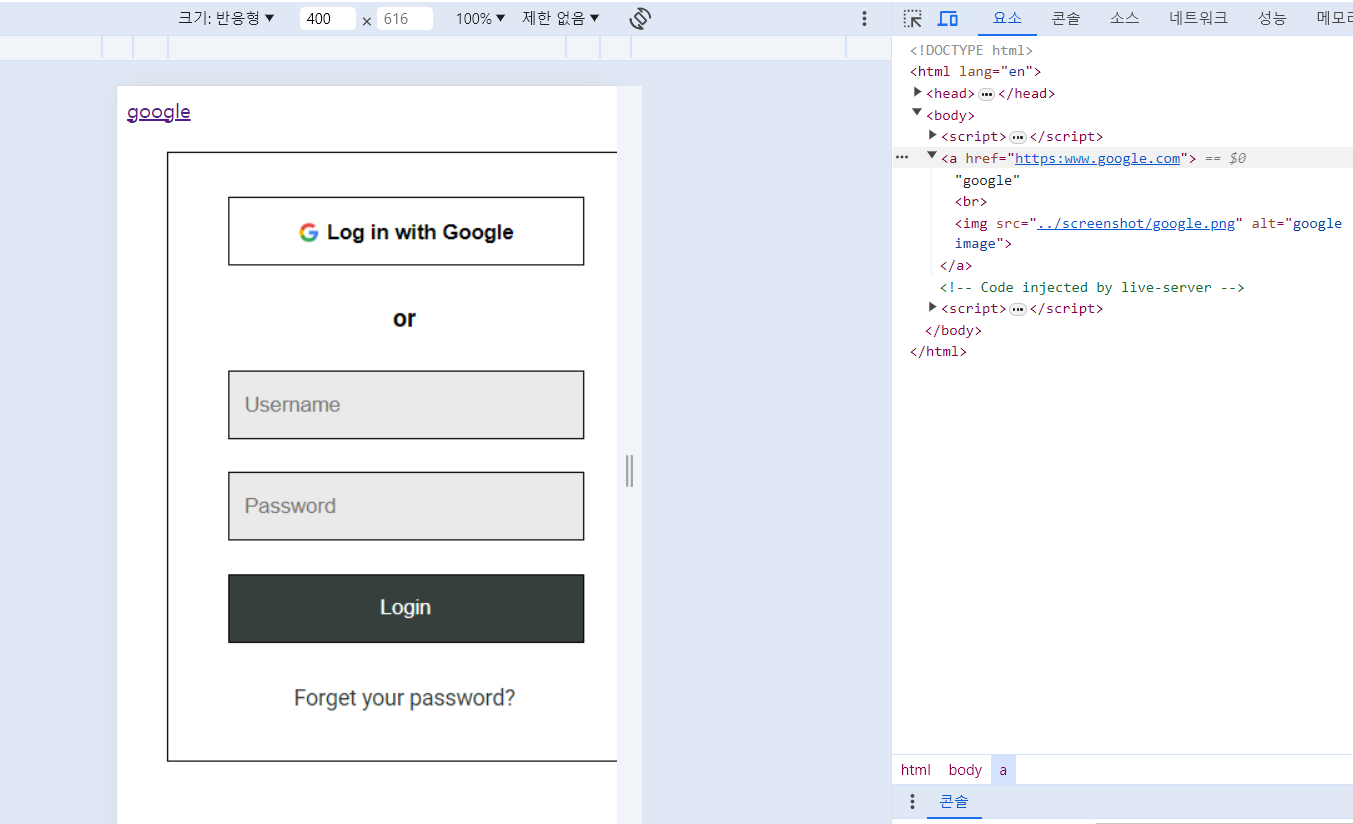 크기: 반응형 ▼ 400 × 616 100% ▼ 제한 없음 ▼
요소 콘솔 소스 네트워크 성능 메모리
google
Log in with Google
or
Username
Password
Login
Forget your password?
<!DOCTYPE html>
<html lang="en">
<head> ••• </head>
<body>
<script> ••• </script>
••• <a href="https:www.google.com"> == $0
"google"
<br>
<img src="../screenshot/google.png" alt="google
image">
</a>
<!-- Code injected by live-server -->
<script> ••• </script>
</body>
</html>
html body a
콘솔